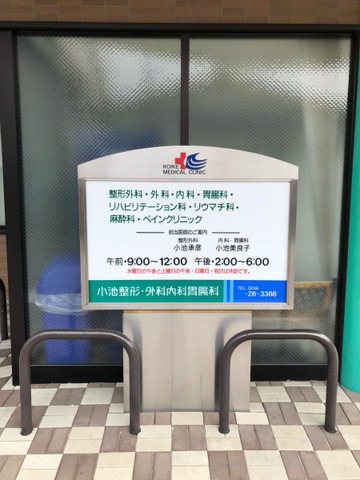 KOIKE
MEDICAL CLINIC
整形外科・外科・内科・胃腸科・
リハビリテーション科・リウマチ科・
麻酔科・ペインクリニック
担当医師のご案内
整形外科 内科・胃腸科
小池承彦 小池美良子
午前・9:00〜12:00 午後・2:00〜6:00
水曜日の午後と土曜日の午後・日曜日・祝日は休診です。
小池整形・外科内科胃腸科
TEL. 0246
-26-3388